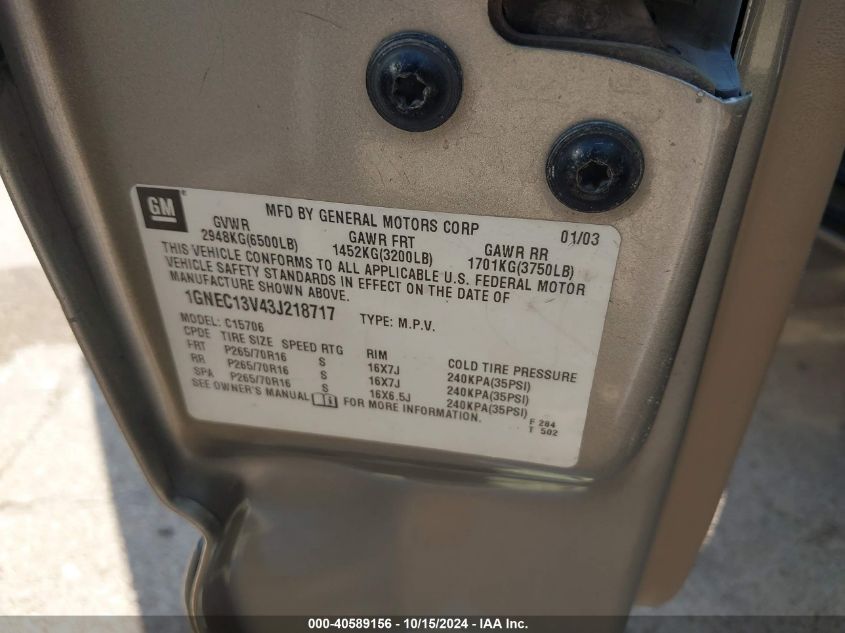 GM
MFD BY GENERAL MOTORS CORP 01/03
GVWR GAWR FRT GAWR RR
2948KG(6500LB) 1452KG(3200LB) 1701KG(3750LB)
THIS VEHICLE CONFORMS TO ALL APPLICABLE U.S. FEDERAL MOTOR
VEHICLE SAFETY STANDARDS IN EFFECT ON THE DATE OF
MANUFACTURE SHOWN ABOVE.
1GNEC13V43J218717 TYPE: M.P.V.
MODEL: C15706
CPDE TIRE SIZE SPEED RTG RIM COLD TIRE PRESSURE
FRT P265/70R16 S 16X7J 240KPA(35PSI)
RR P265/70R16 S 16X7J 240KPA(35PSI)
SPA P265/70R16 S 16X6.5J 240KPA(35PSI)
SEE OWNER'S MANUAL FOR MORE INFORMATION.
F 284
T 502
000-40589156 - 10/15/2024 - IAA Inc.